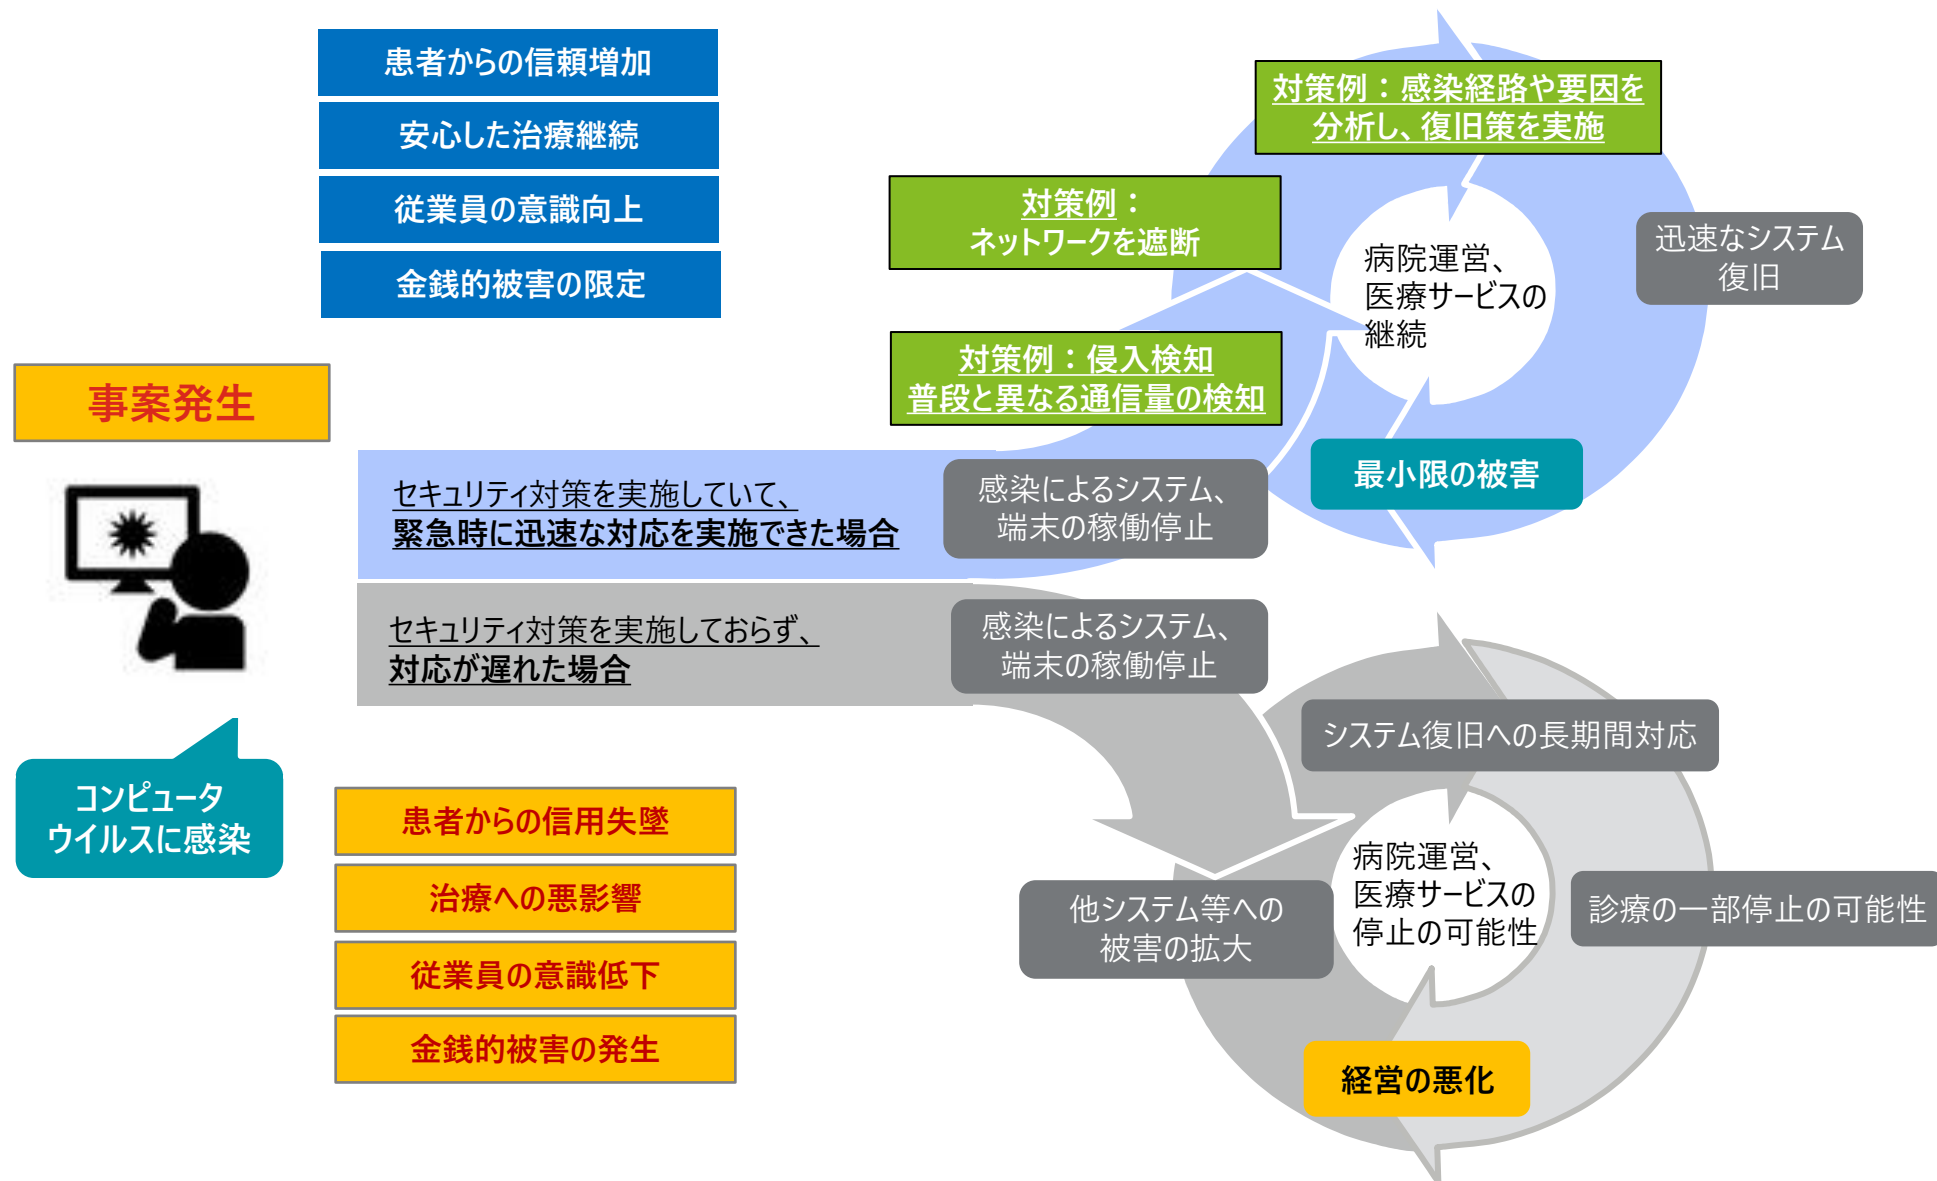 患者からの信頼増加
安心した治療継続
従業員の意識向上
金銭的被害の限定
事案発生
コンピュータ
ウイルスに感染
セキュリティ対策を実施していて、
緊急時に迅速な対応を実施できた場合
感染によるシステム、
端末の稼働停止
対策例：侵入検知
普段と異なる通信量の検知
対策例：
ネットワークを遮断
対策例：感染経路や要因を
分析し、復旧策を実施
迅速なシステム
復旧
最小限の被害
病院運営、
医療サービスの
継続
セキュリティ対策を実施しておらず、
対応が遅れた場合
感染によるシステム、
端末の稼働停止
他システム等への
被害の拡大
システム復旧への長期間対応
診療の一部停止の可能性
経営の悪化
病院運営、
医療サービスの
停止の可能性
患者からの信用失墜
治療への悪影響
従業員の意識低下
金銭的被害の発生